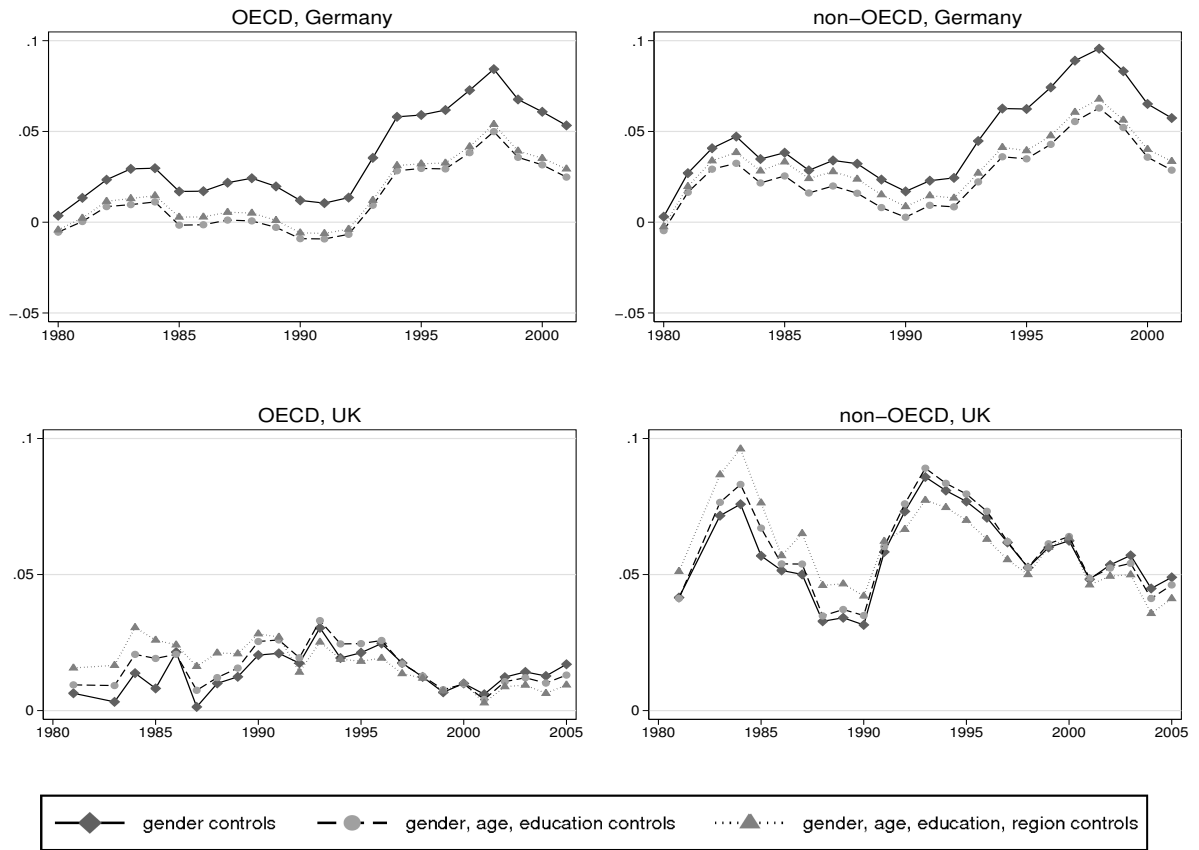 OECD, Germany
.1
.05
0
−.05
1980 1985 1990 1995 2000
non−OECD, Germany
.1
.05
0
−.05
1980 1985 1990 1995 2000
OECD, UK
.1
.05
0
1980 1985 1990 1995 2000 2005
non−OECD, UK
.1
.05
0
1980 1985 1990 1995 2000 2005
gender controls gender, age, education controls gender, age, education, region controls